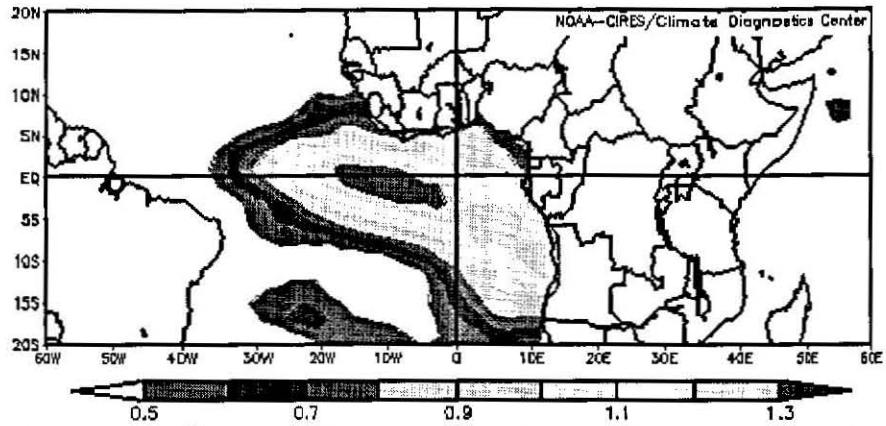 20N
NOAA-CIRES/Climate Diagnostics Center
15N
10N
5N
EQ
5S
10S
15S
20S
60W 50W 40W 30W 20W 10W 0 10E 20E 30E 40E 50E 60E
0.5 0.7 0.9 1.1 1.3